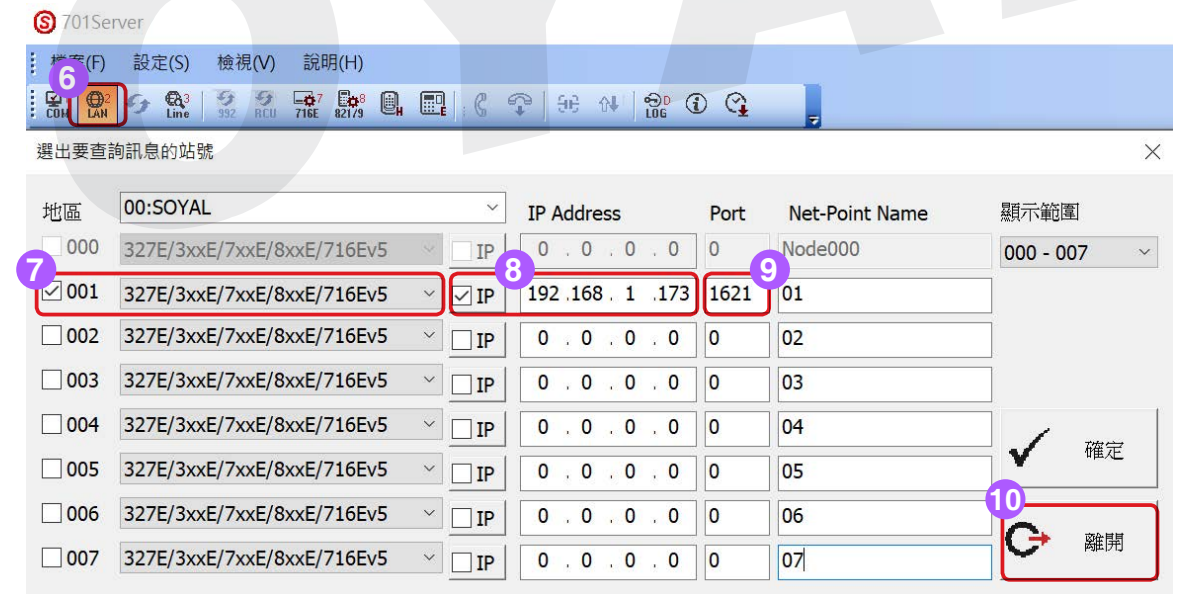 701Server
檔案(F) 設定(S) 檢視(V) 說明(H)
6
COM 2 LAN 3 Line 992 RCU 7 716E 8 821/9 H E D LOG
選出要查詢訊息的站號
地區 00:SOYAL IP Address Port Net-Point Name 顯示範圍
000 327E/3xxE/7xxE/8xxE/716Ev5 IP 0 . 0 . 0 . 0 0 Node000 000 - 007
7 8 9
001 327E/3xxE/7xxE/8xxE/716Ev5 IP 192 .168 . 1 .173 1621 01
002 327E/3xxE/7xxE/8xxE/716Ev5 IP 0 . 0 . 0 . 0 0 02
003 327E/3xxE/7xxE/8xxE/716Ev5 IP 0 . 0 . 0 . 0 0 03
004 327E/3xxE/7xxE/8xxE/716Ev5 IP 0 . 0 . 0 . 0 0 04
確定
005 327E/3xxE/7xxE/8xxE/716Ev5 IP 0 . 0 . 0 . 0 0 05
10
006 327E/3xxE/7xxE/8xxE/716Ev5 IP 0 . 0 . 0 . 0 0 06
離開
007 327E/3xxE/7xxE/8xxE/716Ev5 IP 0 . 0 . 0 . 0 0 07